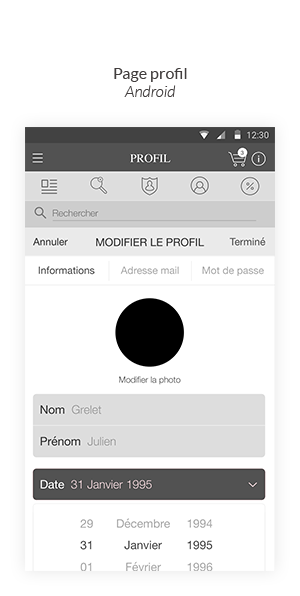 Page profil
Android
12:30
PROFIL
3
i
%
Rechercher
Annuler MODIFIER LE PROFIL Terminé
Informations Adresse mail Mot de passe
Modifier la photo
Nom Grelet
Prénom Julien
Date 31 Janvier 1995
29 Décembre 1994
31 Janvier 1995
01 Février 1996